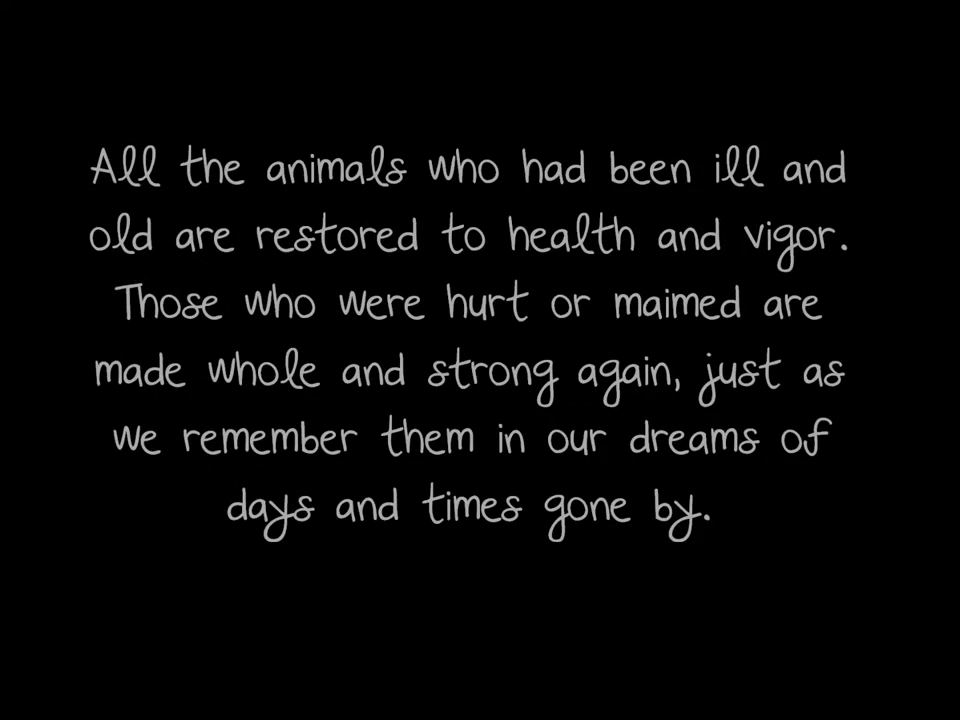 All the animals who had been ill and
old are restored to health and vigor.
Those who were hurt or maimed are
made whole and strong again, just as
we remember them in our dreams of
days and times gone by.